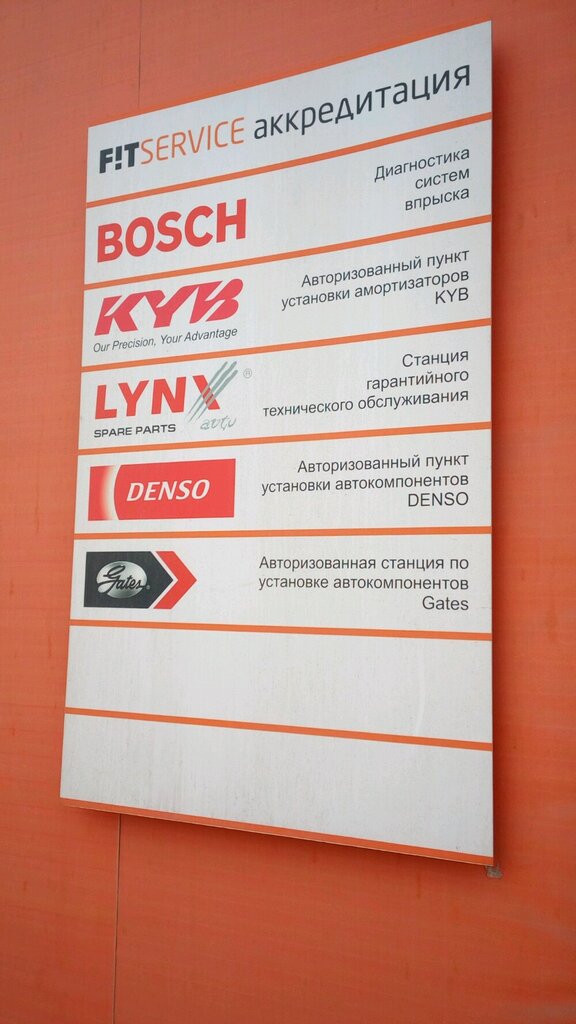 F!TSERVICE аккредитация
BOSCH
Диагностика
систем
впрыска
KYB
Our Precision, Your Advantage
Авторизованный пункт
установки амортизаторов
KYB
LYNX ®
auto
SPARE PARTS
Станция
гарантийного
технического обслуживания
DENSO
Авторизованный пункт
установки автокомпонентов
DENSO
Gates
Авторизованная станция по
установке автокомпонентов
Gates